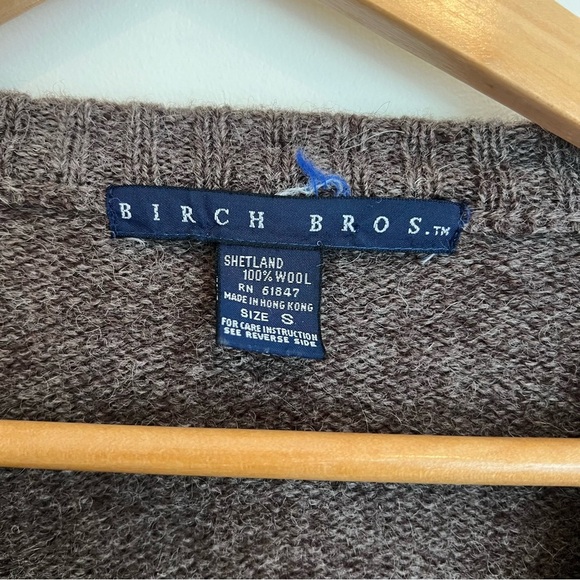 BIRCH BROS.™
SHETLAND
100% WOOL
RN 61847
MADE IN HONG KONG
SIZE S
FOR CARE INSTRUCTION
SEE REVERSE SIDE